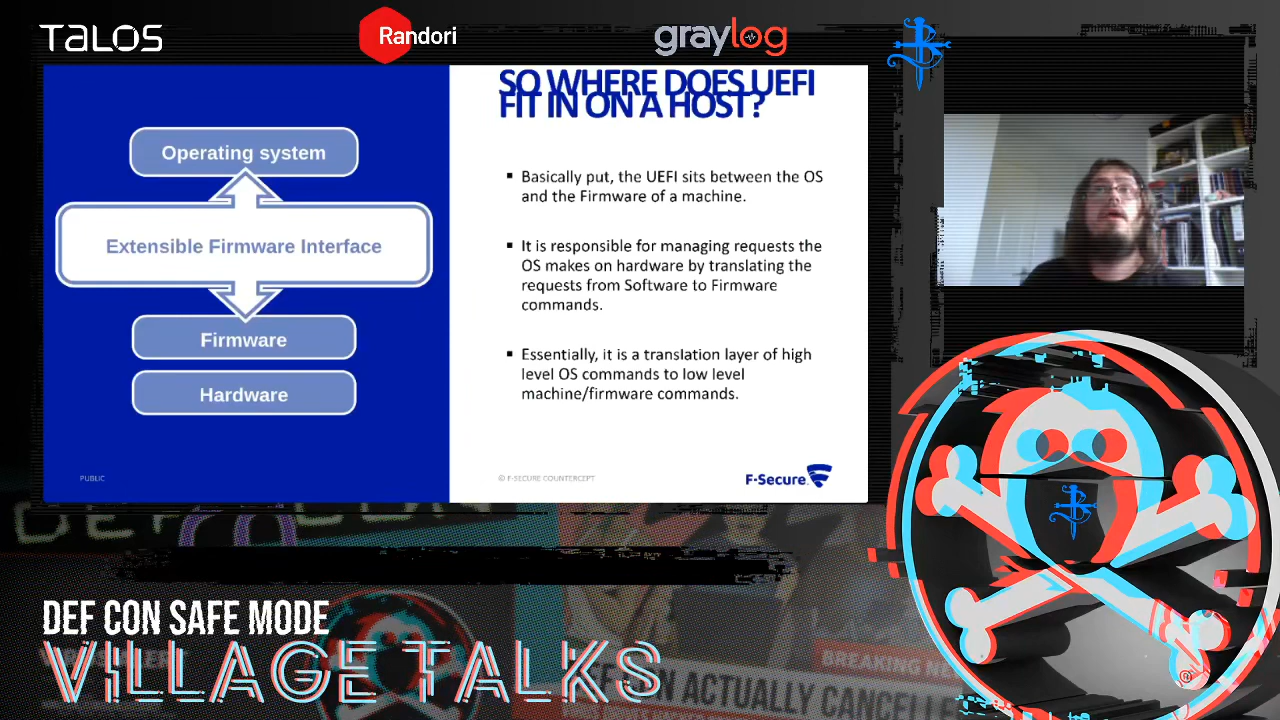 TALOS
Randori
graylog
SO WHERE DOES UEFI
FIT IN ON A HOST?
Operating system
Extensible Firmware Interface
Firmware
Hardware
▪ Basically put, the UEFI sits between the OS
and the Firmware of a machine.
▪ It is responsible for managing requests the
OS makes on hardware by translating the
requests from Software to Firmware
commands.
▪ Essentially, it is a translation layer of high
level OS commands to low level
machine/firmware commands.
PUBLIC
© F-SECURE COUNTERCEPT
F-Secure.
DEF CON SAFE MODE
VILLAGE TALKS
BREAKING
ACTUALLY